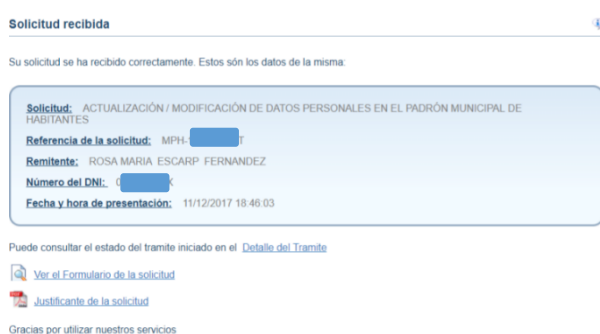 Solicitud recibida
Su solicitud se ha recibido correctamente. Estos són los datos de la misma:
Solicitud: ACTUALIZACIÓN / MODIFICACIÓN DE DATOS PERSONALES EN EL PADRÓN MUNICIPAL DE
HABITANTES
Referencia de la solicitud: MPH- T
Remitente: ROSA MARIA ESCARP FERNANDEZ
Número del DNI: 0 X
Fecha y hora de presentación: 11/12/2017 18:46:03
Puede consultar el estado del tramite iniciado en el Detalle del Tramite
Ver el Formulario de la solicitud
Justificante de la solicitud
Gracias por utilizar nuestros servicios